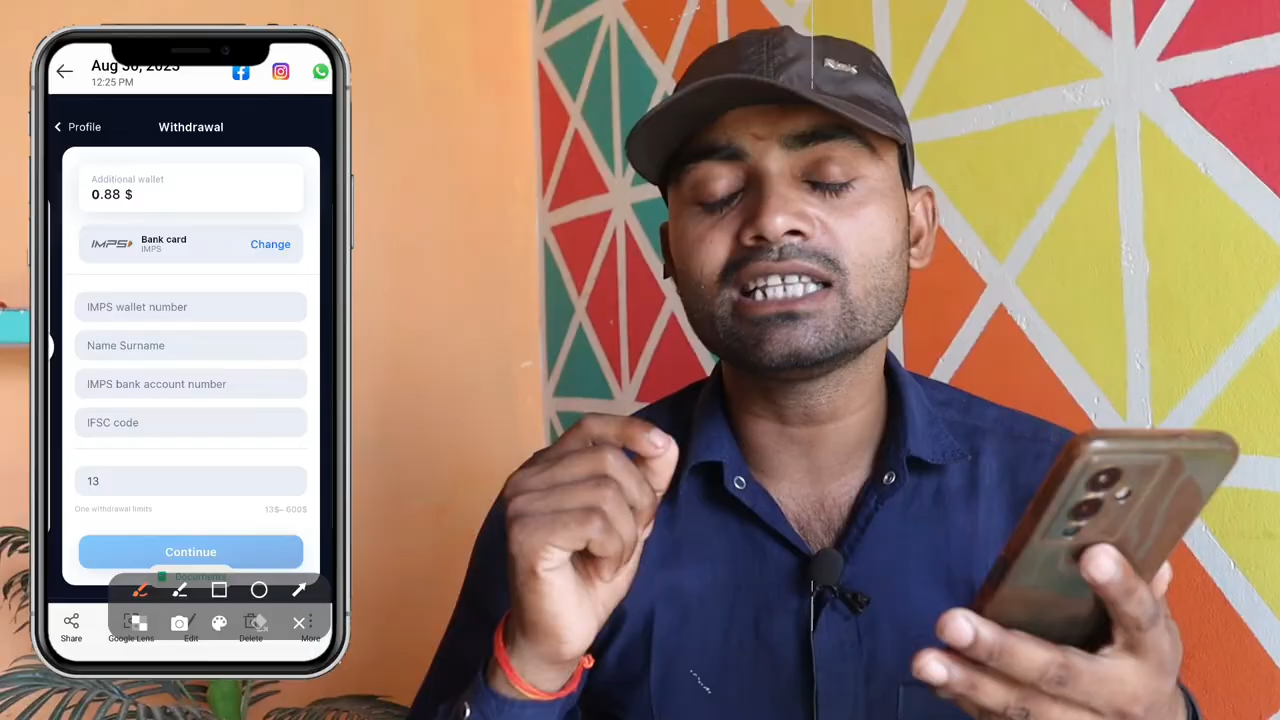 Aug 30, 2023
12:25 PM
Profile
Withdrawal
Additional wallet
0.88 $
IMPS
Bank card
IMPS
Change
IMPS wallet number
Name Surname
IMPS bank account number
IFSC code
13
One withdrawal limits
13$– 600$
Continue
Documents
Share
Google Lens
Edit
Delete
More